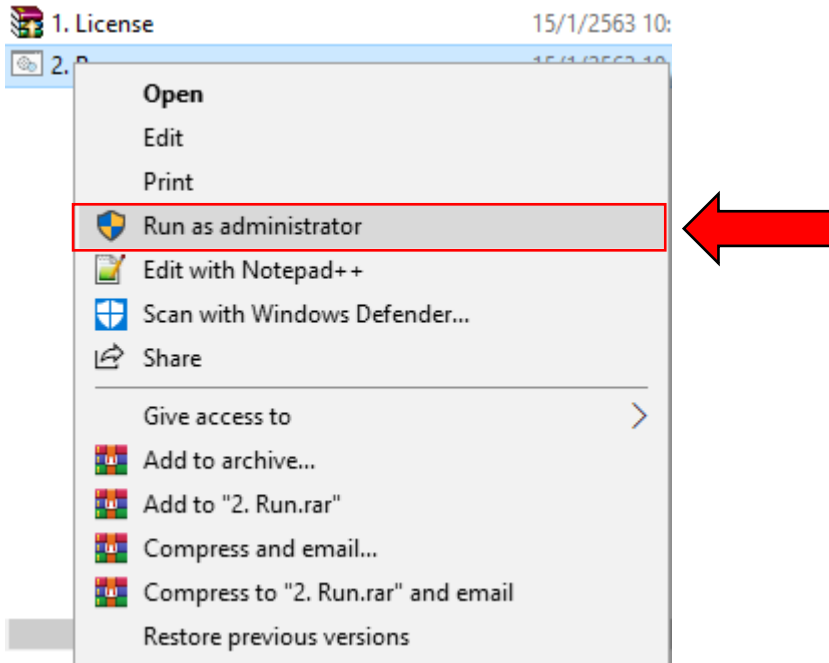 1. License 15/1/2563 10:
2.
Open
Edit
Print
Run as administrator
Edit with Notepad++
Scan with Windows Defender...
Share
Give access to
Add to archive...
Add to "2. Run.rar"
Compress and email...
Compress to "2. Run.rar" and email
Restore previous versions